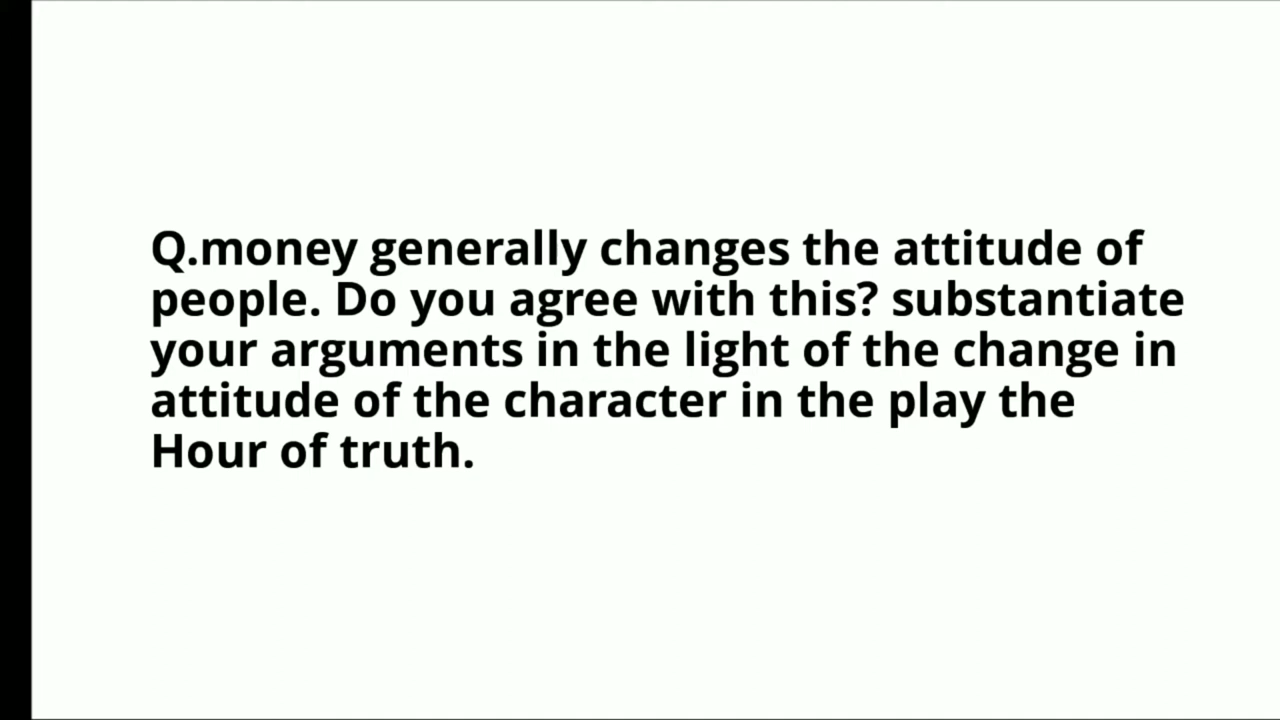 Q.money generally changes the attitude of
people. Do you agree with this? substantiate
your arguments in the light of the change in
attitude of the character in the play the
Hour of truth.